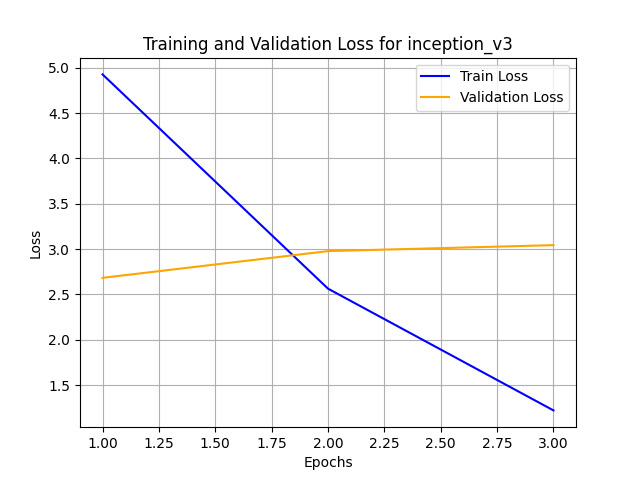 Training and Validation Loss for inception_v3
Train Loss
Validation Loss
Loss
5.0
4.5
4.0
3.5
3.0
2.5
2.0
1.5
1.00 1.25 1.50 1.75 2.00 2.25 2.50 2.75 3.00
Epochs